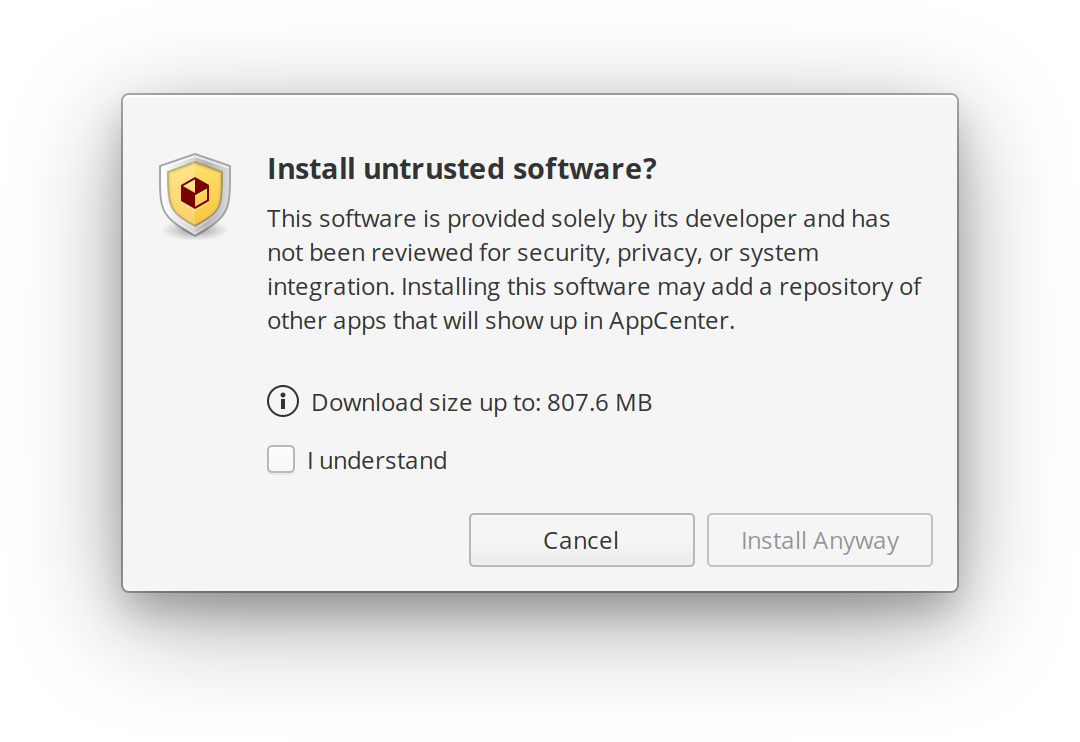 Install untrusted software?
This software is provided solely by its developer and has
not been reviewed for security, privacy, or system
integration. Installing this software may add a repository of
other apps that will show up in AppCenter.
Download size up to: 807.6 MB
I understand
Cancel
Install Anyway